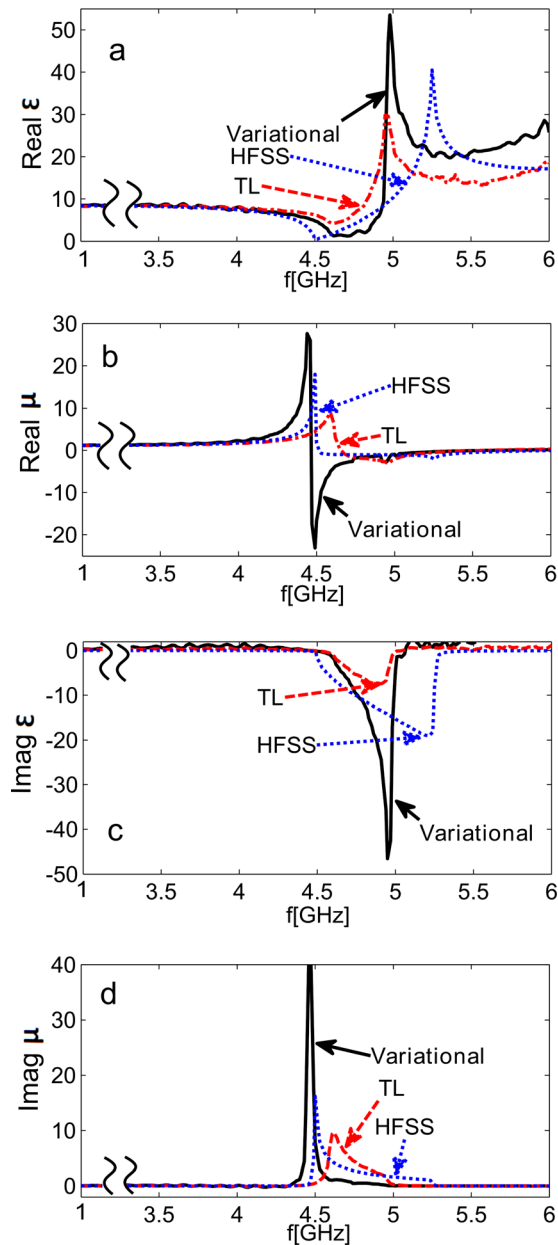 50
40
30
20
10
0
Real ε
a
Variational
HFSS
TL
1 3.5 4 4.5 5 5.5 6
f[GHz]
30
20
10
0
-10
-20
Real μ
b
HFSS
TL
Variational
1 3.5 4 4.5 5 5.5 6
f[GHz]
0
-10
-20
-30
-40
-50
Imag ε
TL
HFSS
Variational
c
1 3.5 4 4.5 5 5.5 6
f[GHz]
40
30
20
10
0
Imag μ
d
Variational
TL
HFSS
1 3.5 4 4.5 5 5.5 6
f[GHz]